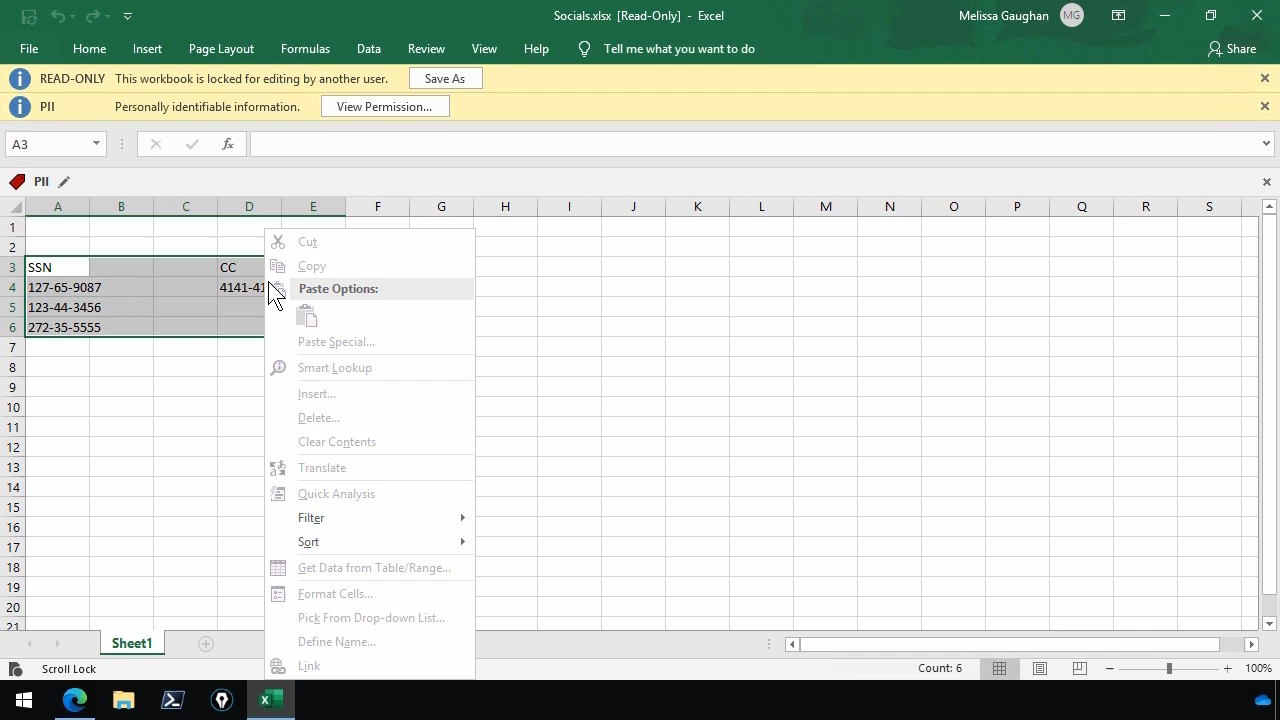 Socials.xlsx [Read-Only] - Excel
Melissa Gaughan MG
File Home Insert Page Layout Formulas Data Review View Help Tell me what you want to do Share
READ-ONLY This workbook is locked for editing by another user. Save As
PII Personally identifiable information. View Permission...
A3 fx
PII
A B C D E F G H I J K L M N O P Q R S
1
2
3 SSN CC
4 127-65-9087 4141-41
5 123-44-3456
6 272-35-5555
7
8
9
10
11
12
13
14
15
16
17
18
19
20
21
Cut
Copy
Paste Options:
Paste Special...
Smart Lookup
Insert...
Delete...
Clear Contents
Translate
Quick Analysis
Filter
Sort
Get Data from Table/Range...
Format Cells...
Pick From Drop-down List...
Define Name...
Link
Sheet1
Scroll Lock Count: 6 100%